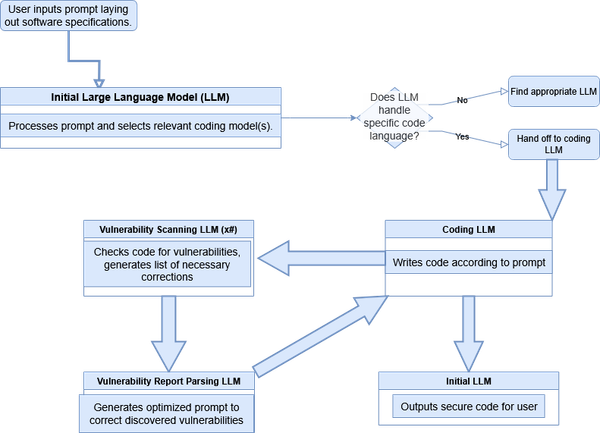 User inputs prompt laying
out software specifications.
Initial Large Language Model (LLM)
Processes prompt and selects relevant coding model(s).
Does LLM
handle
specific code
language?
No
Find appropriate LLM
Yes
Hand off to coding
LLM
Vulnerability Scanning LLM (x#)
Checks code for vulnerabilities,
generates list of necessary
corrections
Coding LLM
Writes code according to prompt
Vulnerability Report Parsing LLM
Generates optimized prompt to
correct discovered vulnerabilities
Initial LLM
Outputs secure code for user